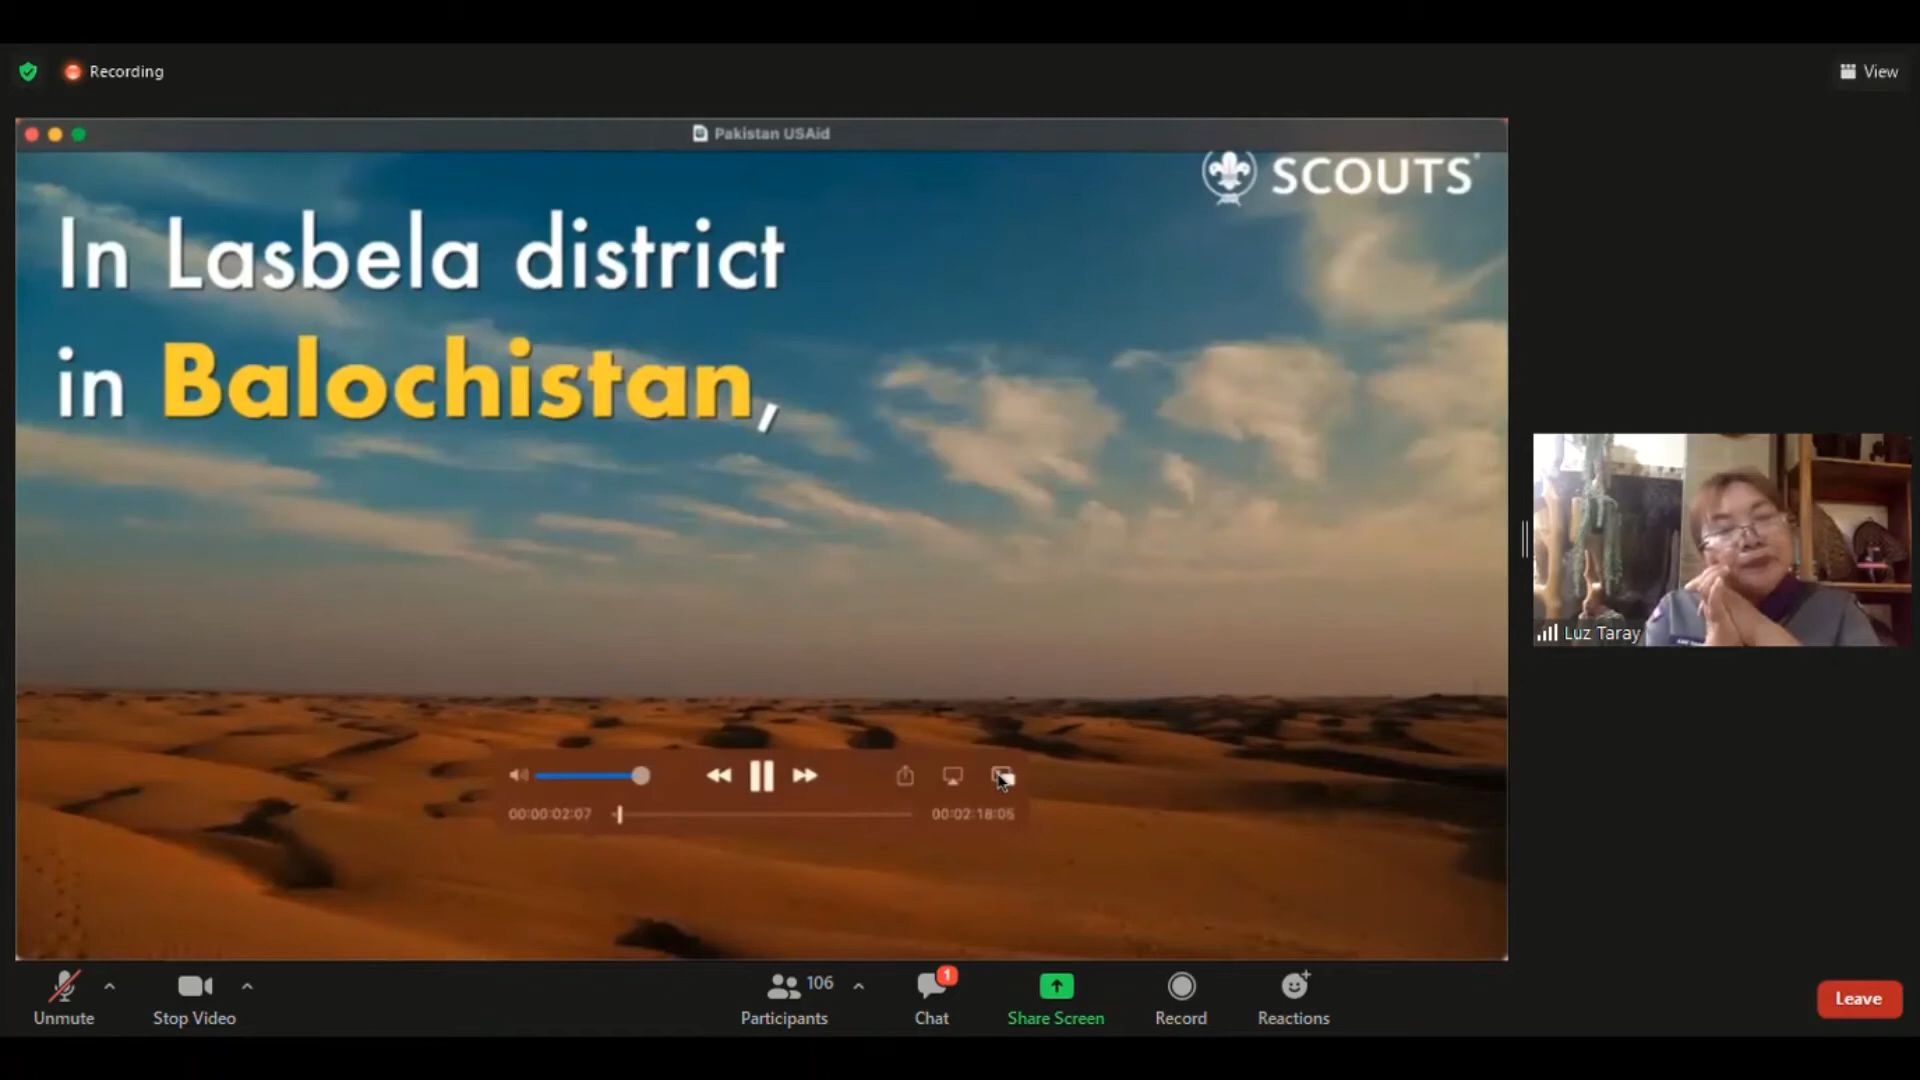 Recording
View
Pakistan USAid
SCOUTS
In Lasbela district
in Balochistan,
00:00:02:07
00:02:18:05
Luz Taray
Unmute
Stop Video
106
Participants
1
Chat
Share Screen
Record
Reactions
Leave